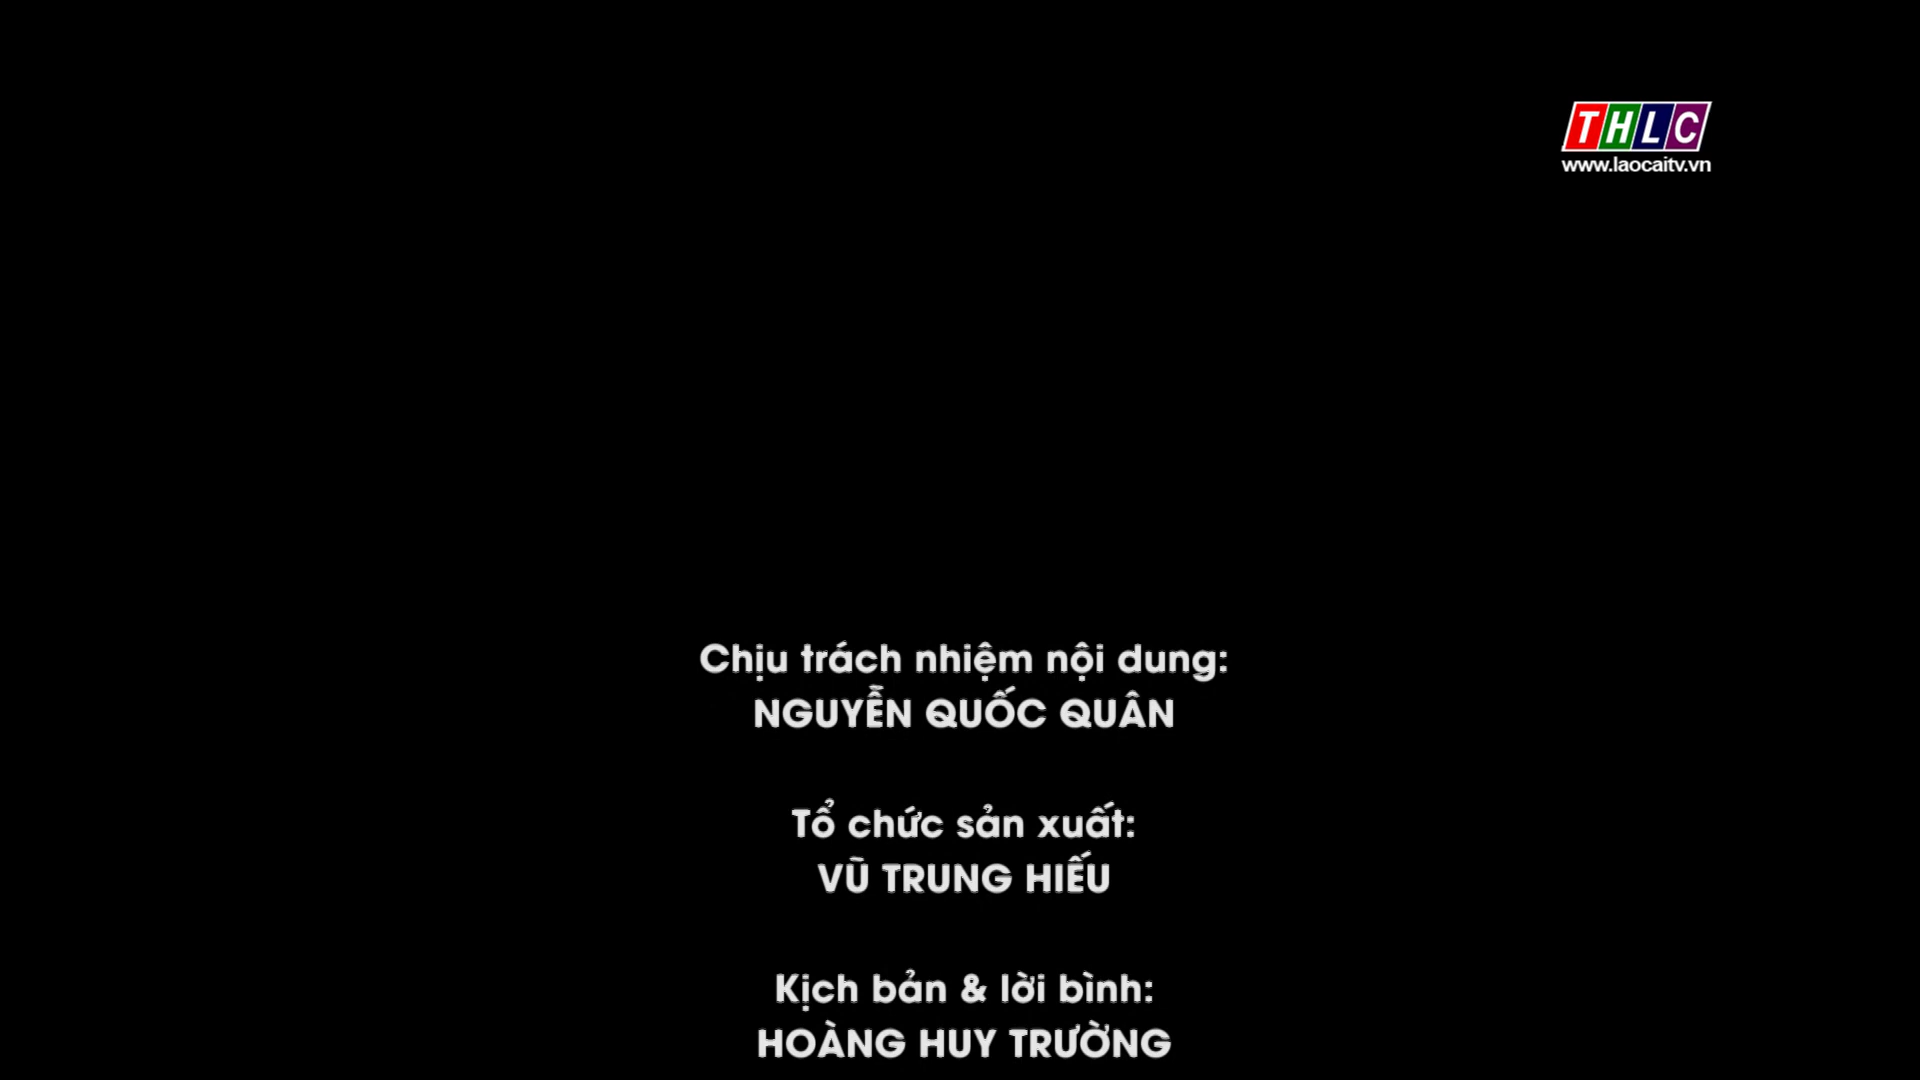 THLC
www.laocaitv.vn
Chịu trách nhiệm nội dung:
NGUYỄN QUỐC QUÂN
Tổ chức sản xuất:
VŨ TRUNG HIẾU
Kịch bản & lời bình:
HOÀNG HUY TRƯỜNG